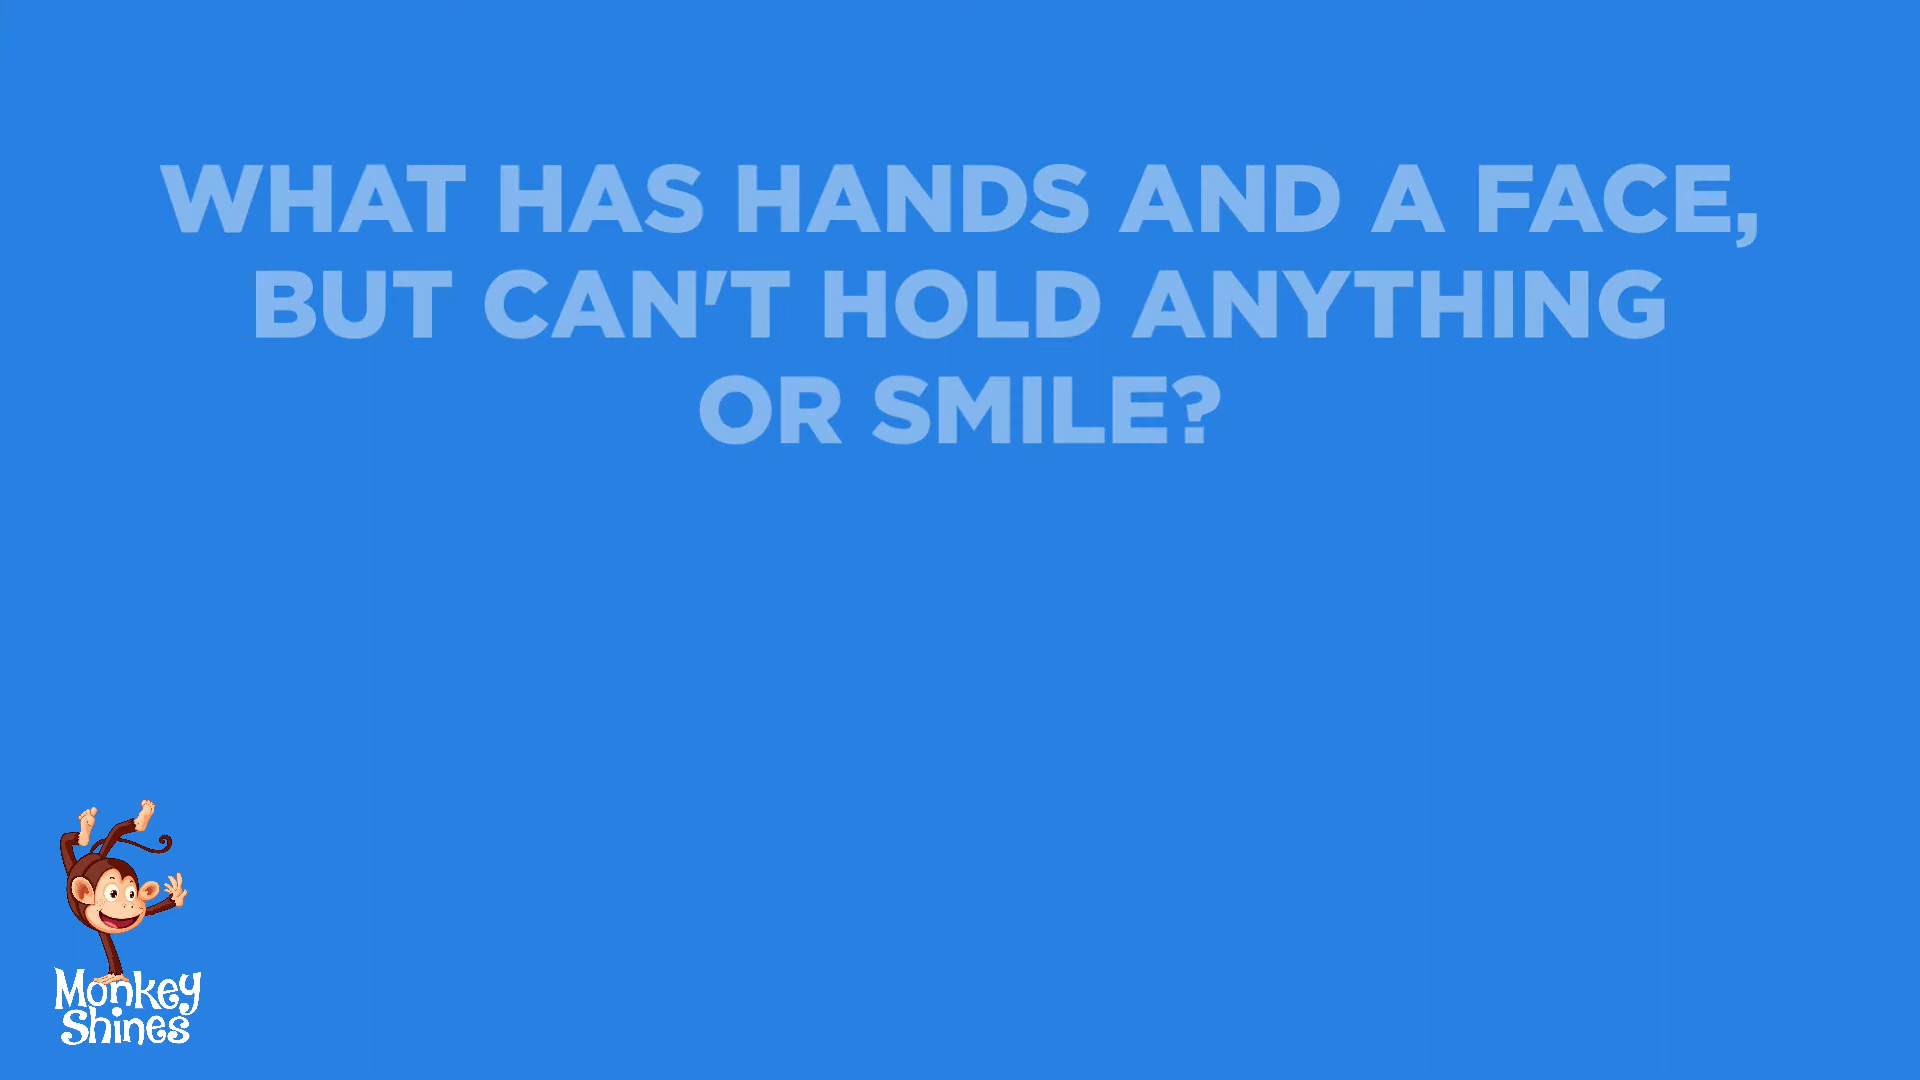 WHAT HAS HANDS AND A FACE,
BUT CAN'T HOLD ANYTHING
OR SMILE?
Monkey
Shines